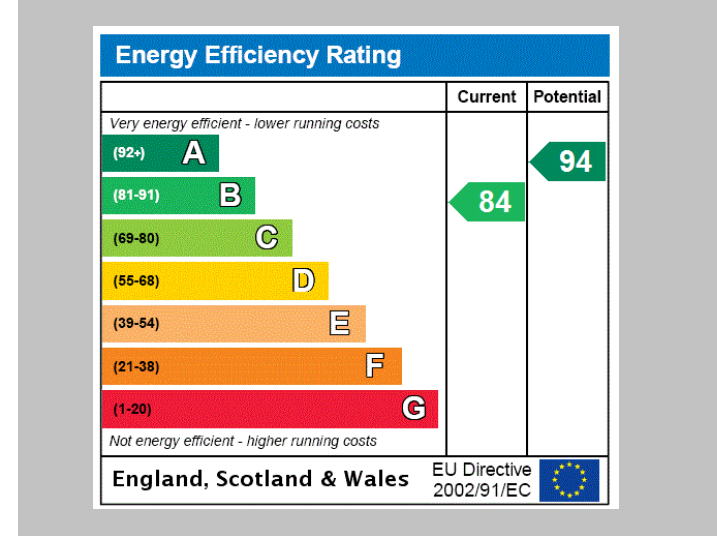 Energy Efficiency Rating
Current Potential
Very energy efficient - lower running costs
(92+) A
94
(81-91) B
84
(69-80) C
(55-68) D
(39-54) E
(21-38) F
(1-20) G
Not energy efficient - higher running costs
England, Scotland & Wales
EU Directive
2002/91/EC